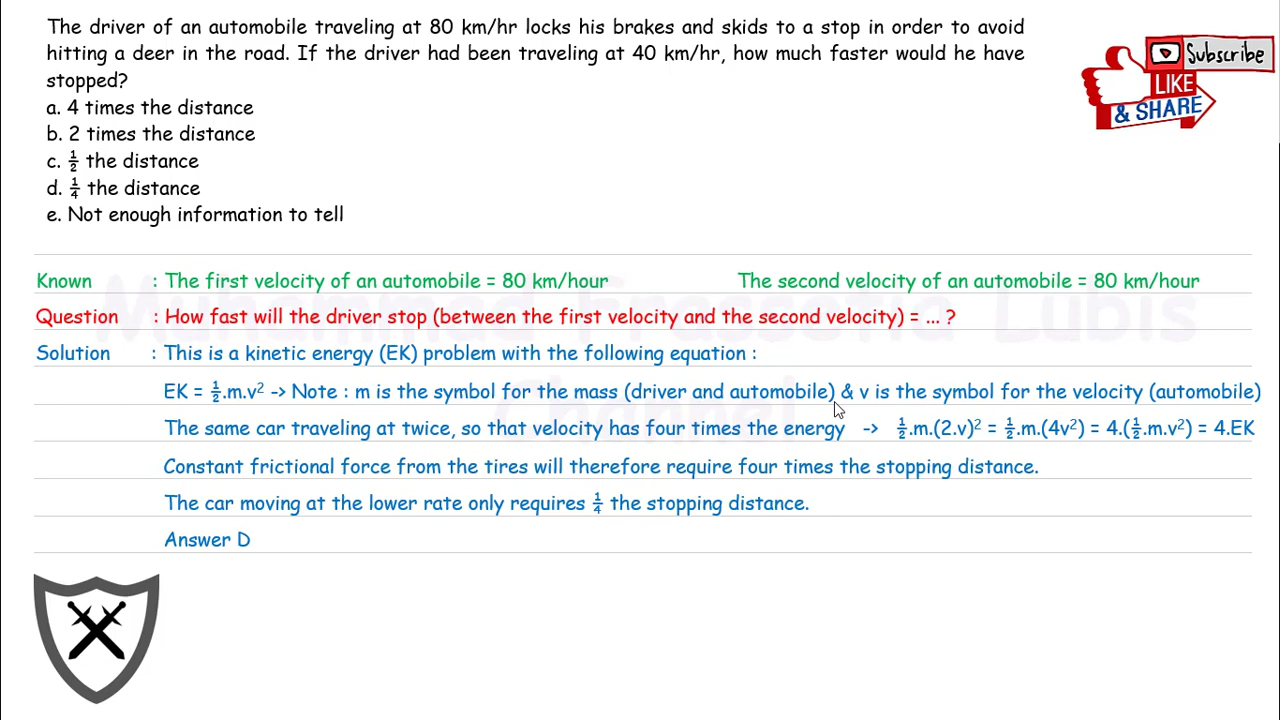 The driver of an automobile traveling at 80 km/hr locks his brakes and skids to a stop in order to avoid
hitting a deer in the road. If the driver had been traveling at 40 km/hr, how much faster would he have
stopped?
a. 4 times the distance
b. 2 times the distance
c. 1/2 the distance
d. 1/4 the distance
e. Not enough information to tell
Subscribe
LIKE
& SHARE
Known : The first velocity of an automobile = 80 km/hour The second velocity of an automobile = 80 km/hour
Question : How fast will the driver stop (between the first velocity and the second velocity) = ... ?
Solution : This is a kinetic energy (EK) problem with the following equation :
EK = 1/2.m.v² -> Note : m is the symbol for the mass (driver and automobile) & v is the symbol for the velocity (automobile)
The same car traveling at twice, so that velocity has four times the energy -> 1/2.m.(2.v)² = 1/2.m.(4v²) = 4.(1/2.m.v²) = 4.EK
Constant frictional force from the tires will therefore require four times the stopping distance.
The car moving at the lower rate only requires 1/4 the stopping distance.
Answer D
Muhammad Frassetia Lubis
Channel